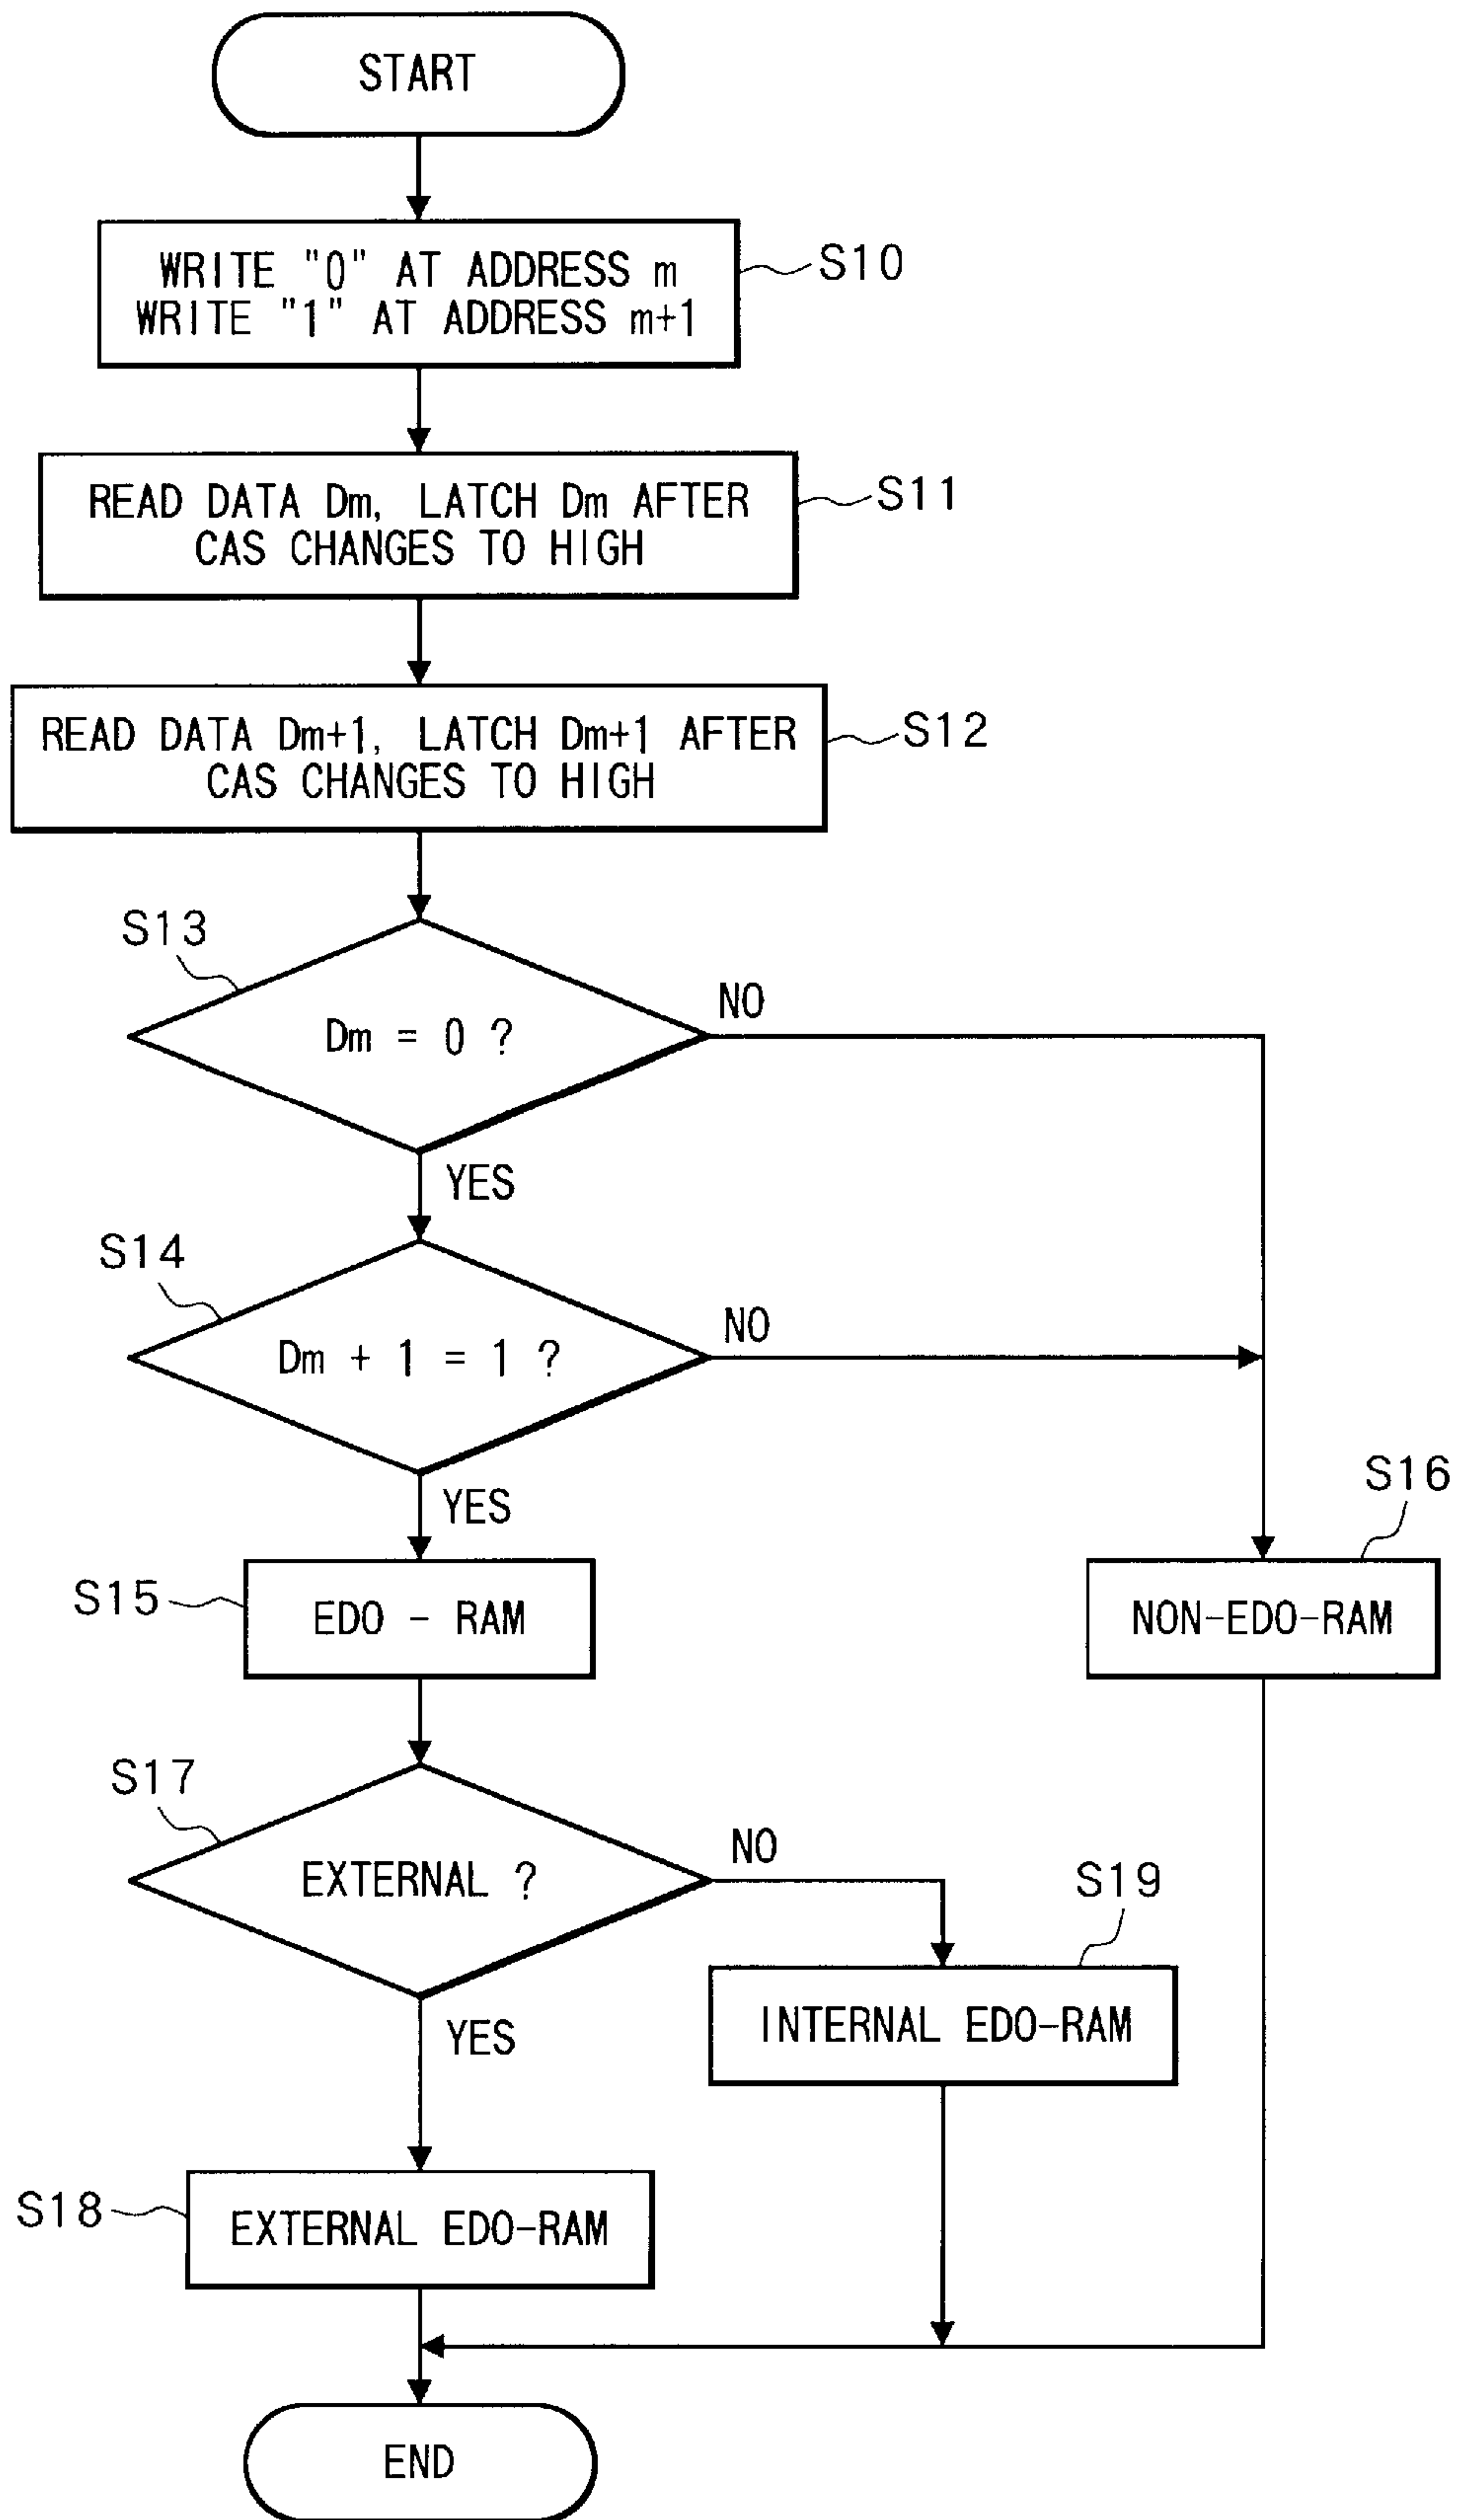 START
WRITE "0" AT ADDRESS m
WRITE "1" AT ADDRESS m+1
S10
READ DATA Dm, LATCH Dm AFTER
CAS CHANGES TO HIGH
S11
READ DATA Dm+1, LATCH Dm+1 AFTER
CAS CHANGES TO HIGH
S12
S13
Dm = 0 ?
NO
YES
S14
Dm + 1 = 1 ?
NO
YES
S15
EDO - RAM
S16
NON-EDO-RAM
S17
EXTERNAL ?
NO
YES
S19
INTERNAL EDO-RAM
S18
EXTERNAL EDO-RAM
END